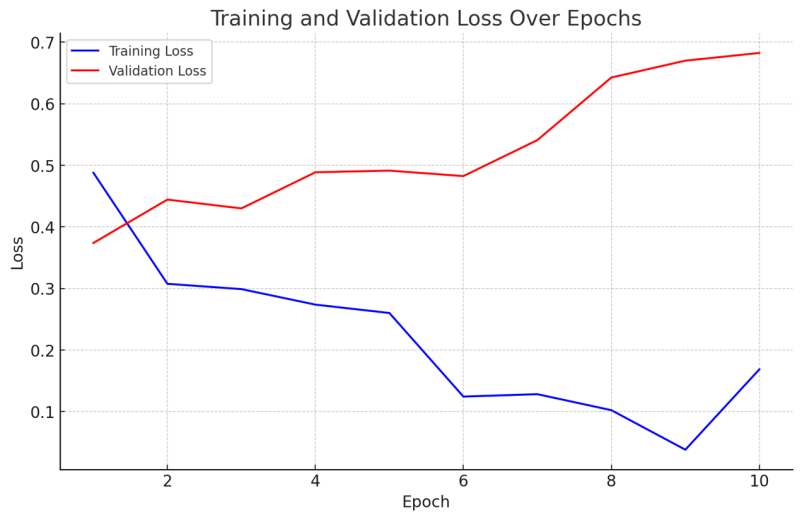 Training and Validation Loss Over Epochs
Training Loss
Validation Loss
0.7
0.6
0.5
0.4
0.3
0.2
0.1
Loss
2 4 6 8 10
Epoch